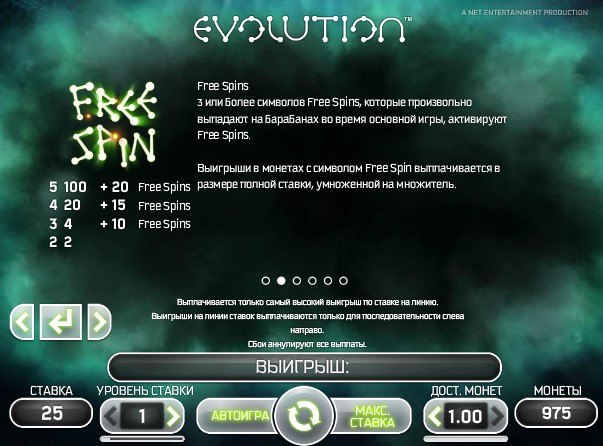 EVOLUTION™
A NET ENTERTAINMENT PRODUCTION
FREE
SPIN
Free Spins
3 или более символов Free Spins, которые произвольно
выпадают на барабанах во время основной игры, активируют
Free Spins.
Выигрыши в монетах с символом Free Spin выплачивается в
размере полной ставки, умноженной на множитель.
5 100 + 20 Free Spins
4 20 + 15 Free Spins
3 4 + 10 Free Spins
2 2
Выплачивается только самый высокий выигрыш по ставке на линию.
Выигрыши на линии ставок выплачиваются только для последовательности слева
направо.
Сбои аннулируют все выплаты.
ВЫИГРЫШ:
СТАВКА УРОВЕНЬ СТАВКИ ДОСТ. МОНЕТ МОНЕТЫ
25 1 АВТОИГРА МАКС. СТАВКА 1.00 975